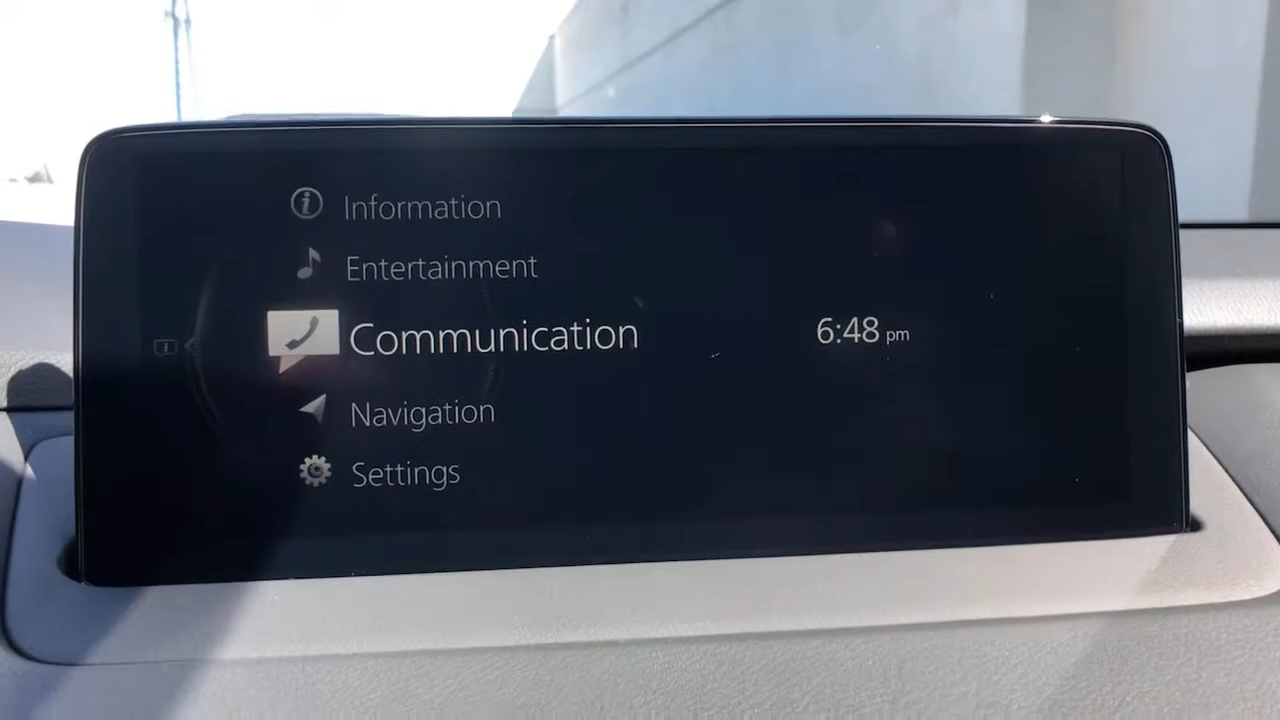 Information
Entertainment
Communication
6:48 pm
Navigation
Settings